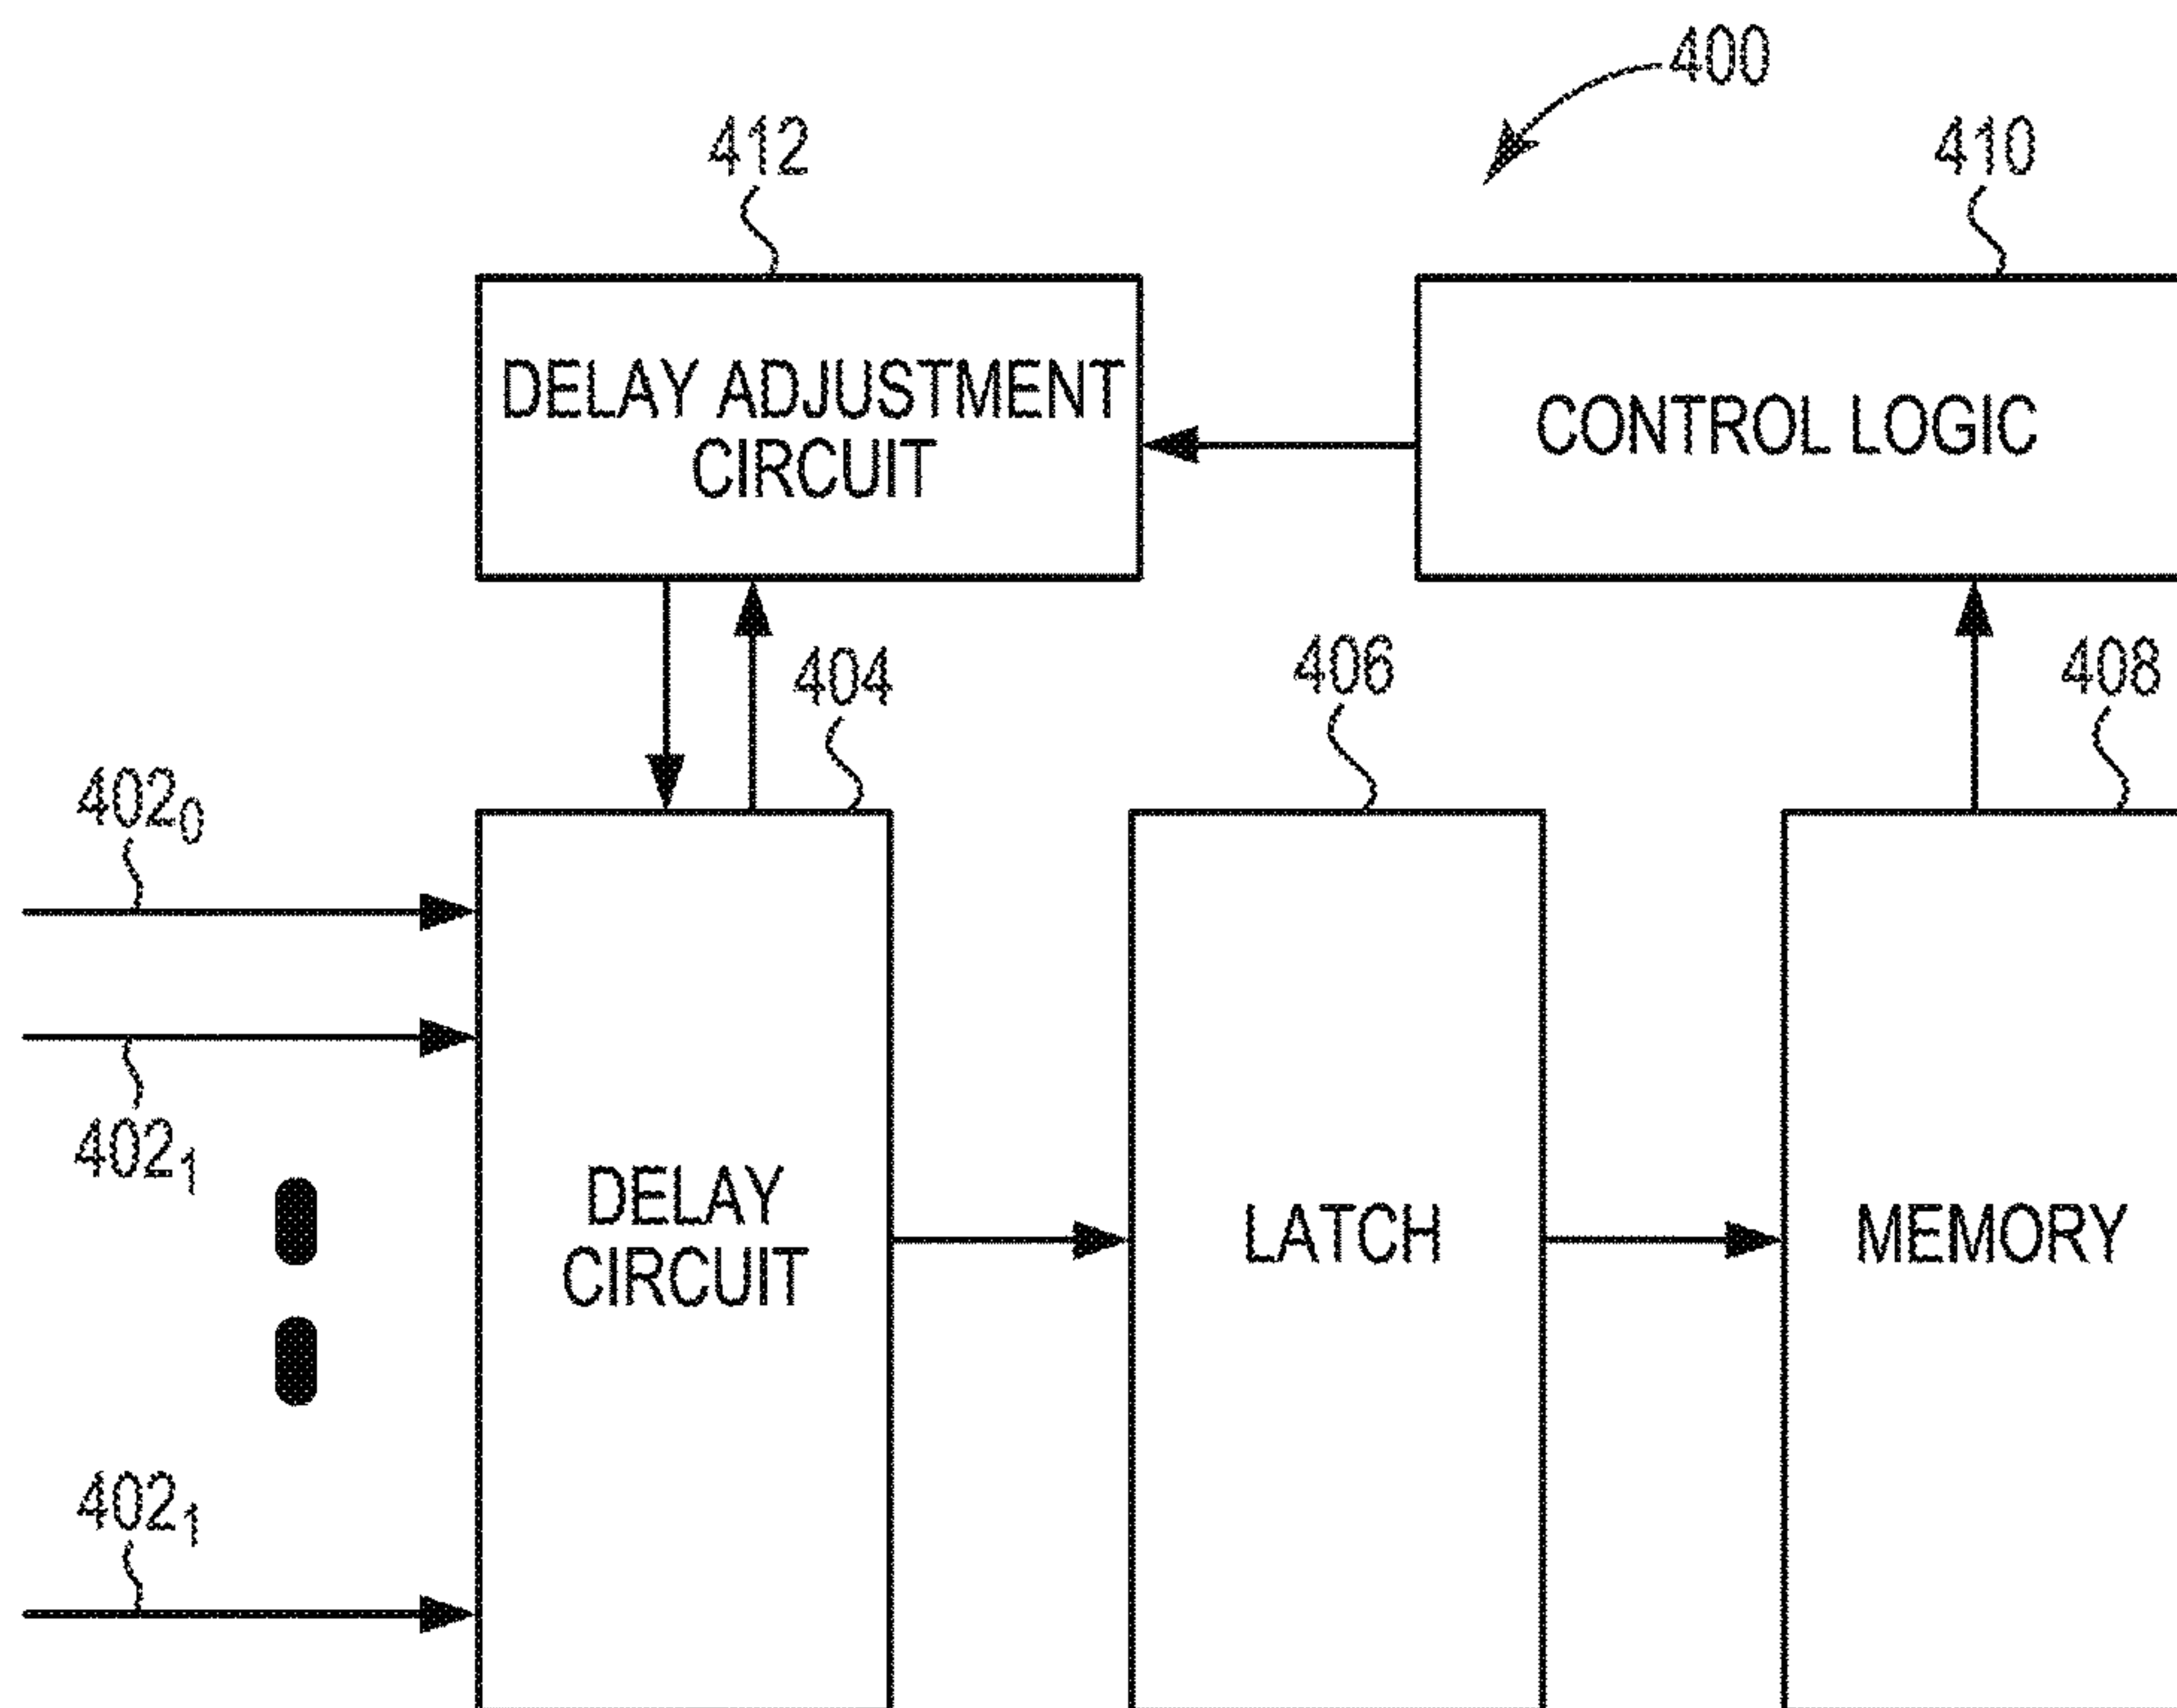 400
412
410
DELAY ADJUSTMENT
CIRCUIT
CONTROL LOGIC
404
406
408
402₀
402₁
DELAY
CIRCUIT
LATCH
MEMORY
402₁